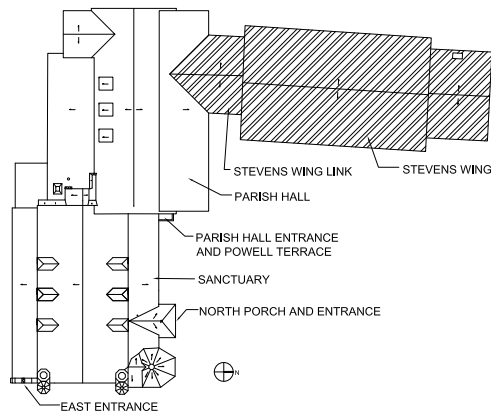 STEVENS WING LINK
STEVENS WING
PARISH HALL
PARISH HALL ENTRANCE
AND POWELL TERRACE
SANCTUARY
NORTH PORCH AND ENTRANCE
N
EAST ENTRANCE